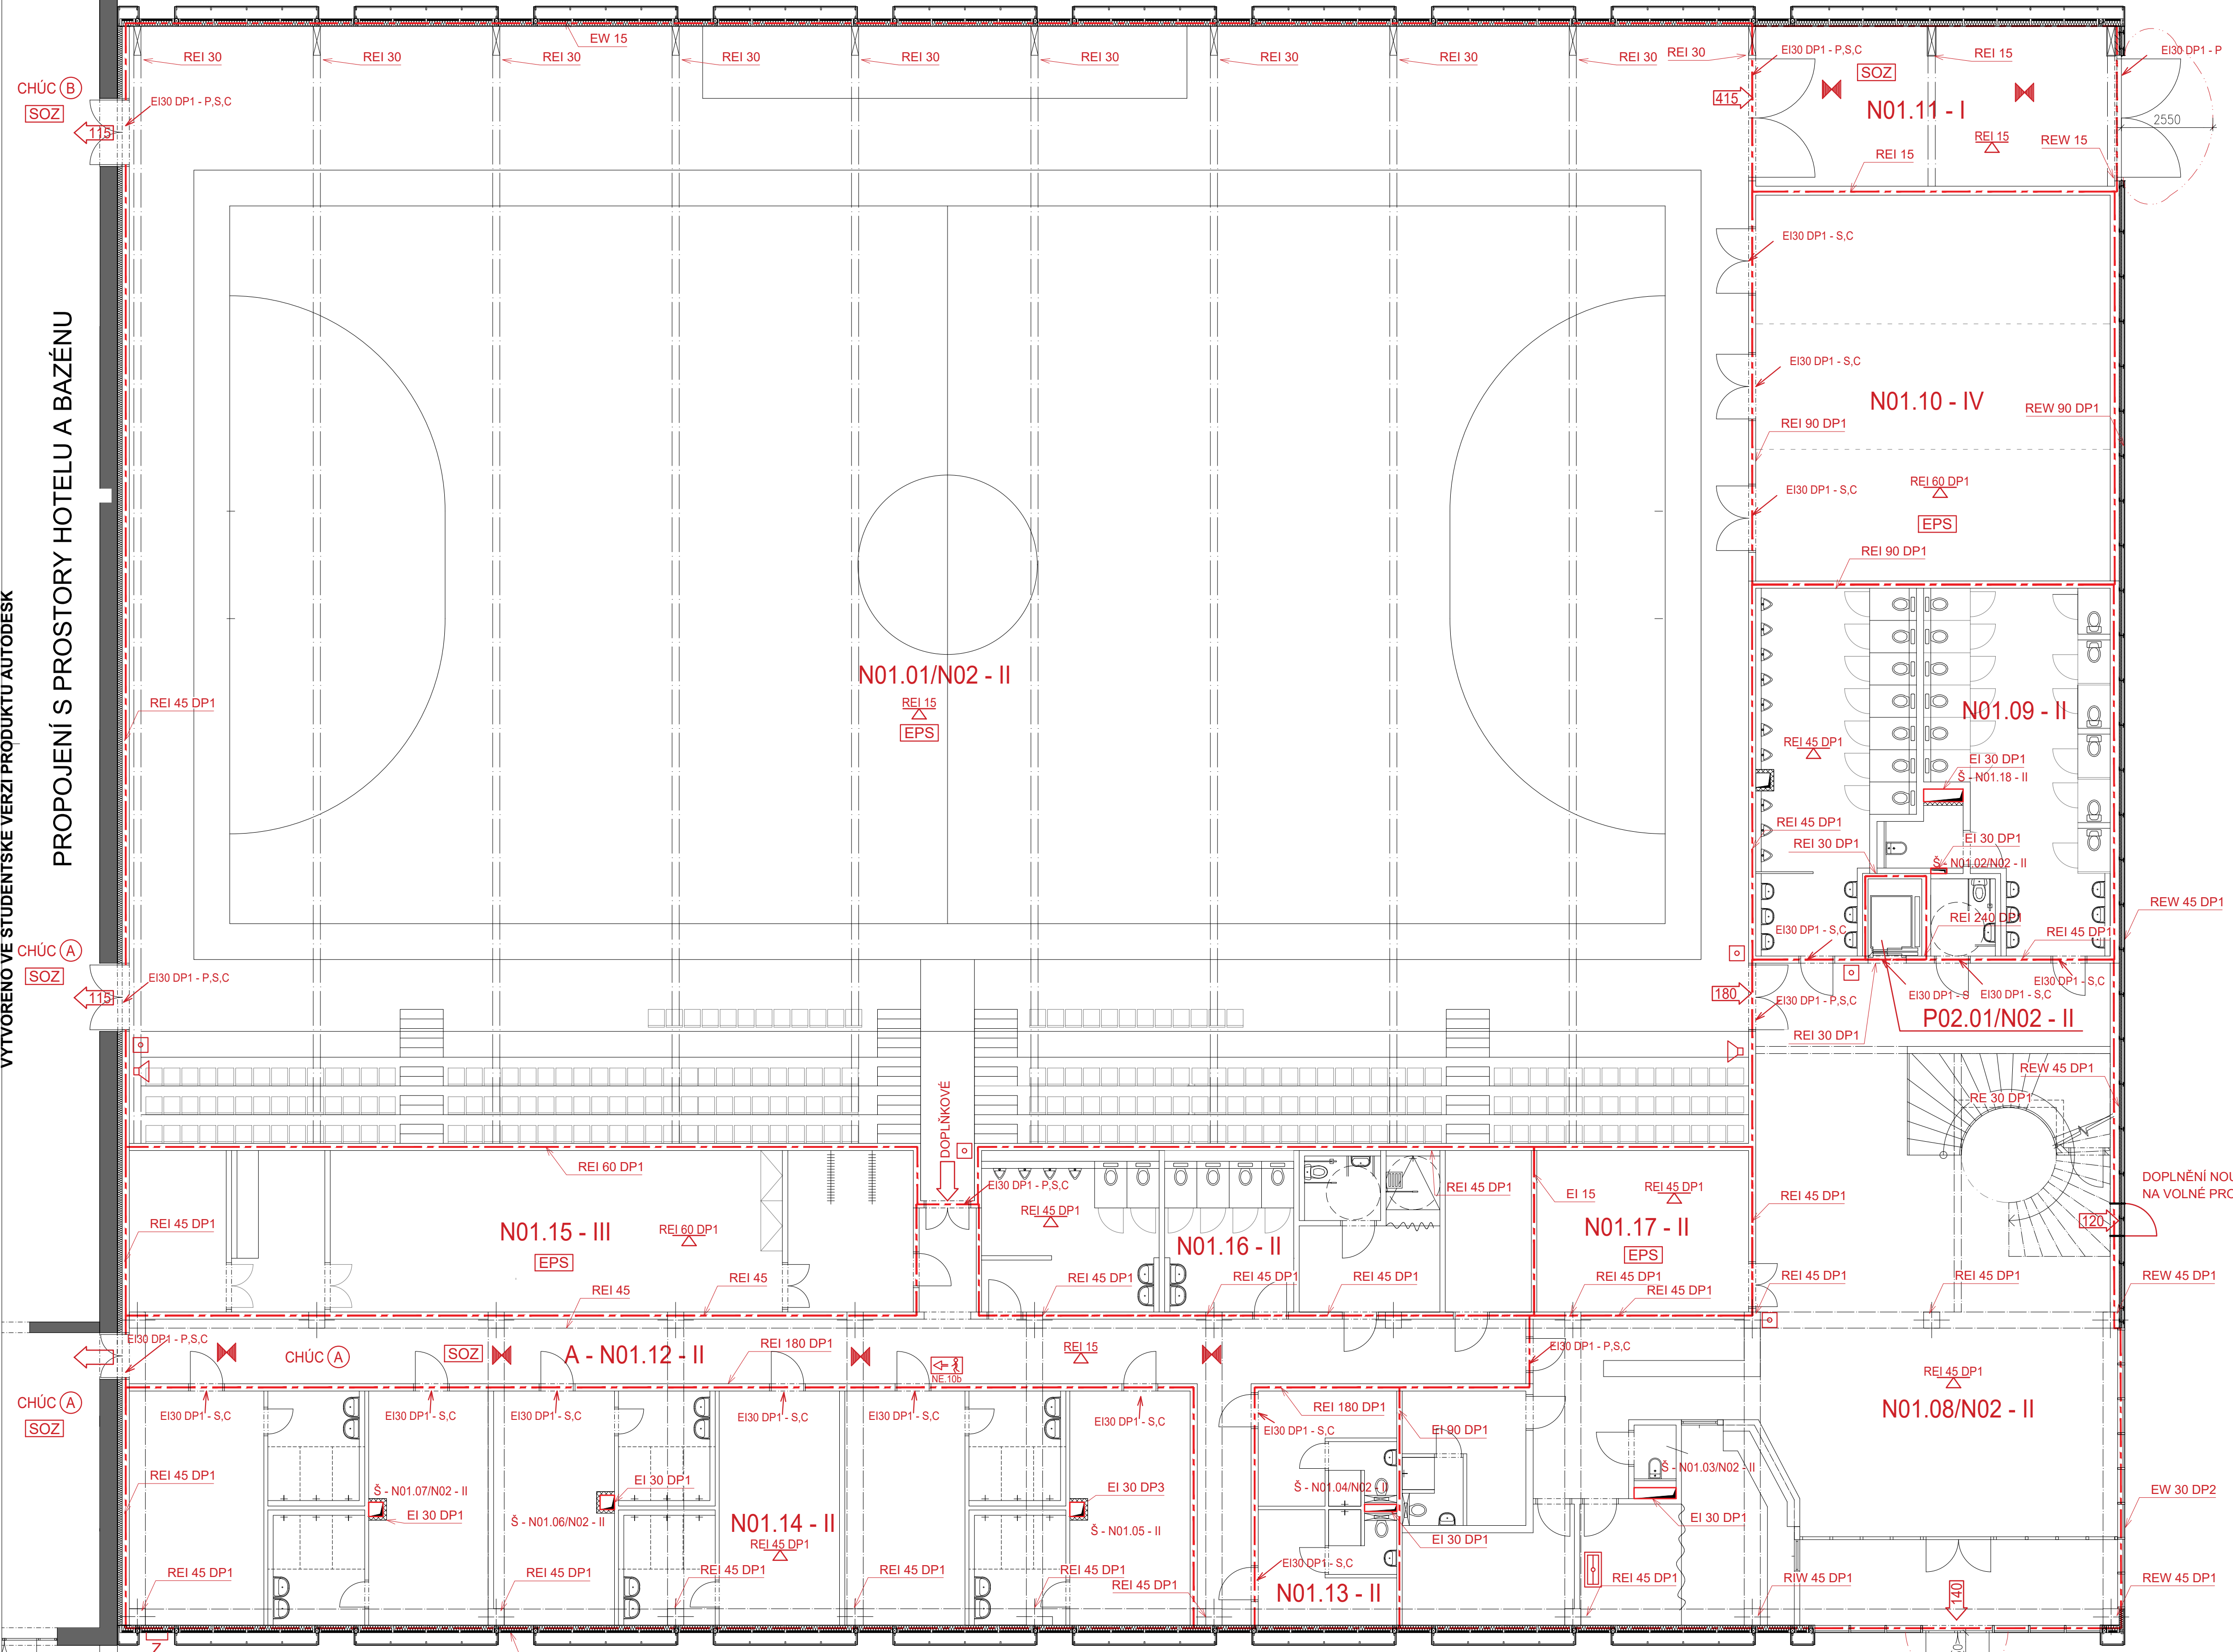 EW 15
REI 30
REI 30
REI 30
REI 30
REI 30
REI 30
REI 30
REI 30
REI 30
REI 30
EI30 DP1 - P,S,C
SOZ
REI 15
EI30 DP1 - P
CHÚC B
SOZ
115
EI30 DP1 - P,S,C
415
N01.11 - I
REI 15
REI 15
REW 15
2550
EI30 DP1 - S,C
EI30 DP1 - S,C
N01.10 - IV
REI 90 DP1
REW 90 DP1
REI 60 DP1
EI30 DP1 - S,C
EPS
REI 90 DP1
VYTVOŘENO VE STUDENTSKÉ VERZI PRODUKTU AUTODESK
PROPOJENÍ S PROSTORY HOTELU A BAZÉNU
REI 45 DP1
N01.01/N02 - II
REI 15
EPS
N01.09 - II
REI 45 DP1
EI 30 DP1
Š - N01.18 - II
REI 45 DP1
REI 30 DP1
EI 30 DP1
Š - N01.02/N02 - II
REI 240 DP1
REW 45 DP1
EI30 DP1 - S,C
REI 45 DP1
CHÚC A
SOZ
115
EI30 DP1 - P,S,C
180
EI30 DP1 - P,S,C
EI30 DP1 - S
EI30 DP1 - S,C
EI30 DP1 - S,C
P02.01/N02 - II
REI 30 DP1
REW 45 DP1
RE 30 DP1
DOPLŇKOVÉ
REI 60 DP1
EI30 DP1 - P,S,C
REI 45 DP1
REI 45 DP1
N01.15 - III
REI 60 DP1
EPS
REI 45 DP1
N01.16 - II
EI 15
REI 45 DP1
N01.17 - II
EPS
REI 45 DP1
DOPLNĚNÍ NOU
NA VOLNÉ PRO
120
REI 45
REI 45
REI 45 DP1
REI 45 DP1
REI 45 DP1
REI 45 DP1
REI 45 DP1
REI 45 DP1
REI 45 DP1
REW 45 DP1
EI30 DP1 - P,S,C
CHÚC A
SOZ
A - N01.12 - II
REI 180 DP1
NE.10b
REI 15
EI30 DP1 - P,S,C
REI 45 DP1
N01.08/N02 - II
CHÚC A
SOZ
EI30 DP1 - S,C
EI30 DP1 - S,C
EI30 DP1 - S,C
EI30 DP1 - S,C
EI30 DP1 - S,C
EI30 DP1 - S,C
REI 180 DP1
EI30 DP1 - S,C
EI 90 DP1
REI 45 DP1
Š - N01.07/N02 - II
EI 30 DP1
EI 30 DP1
Š - N01.06/N02 - II
N01.14 - II
REI 45 DP1
EI 30 DP3
Š - N01.05 - II
Š - N01.04/N02 - II
EI 30 DP1
Š - N01.03/N02 - II
EI 30 DP1
EW 30 DP2
REI 45 DP1
REI 45 DP1
REI 45 DP1
REI 45 DP1
REI 45 DP1
REI 45 DP1
EI30 DP1 - S,C
N01.13 - II
REI 45 DP1
RIW 45 DP1
140
REW 45 DP1